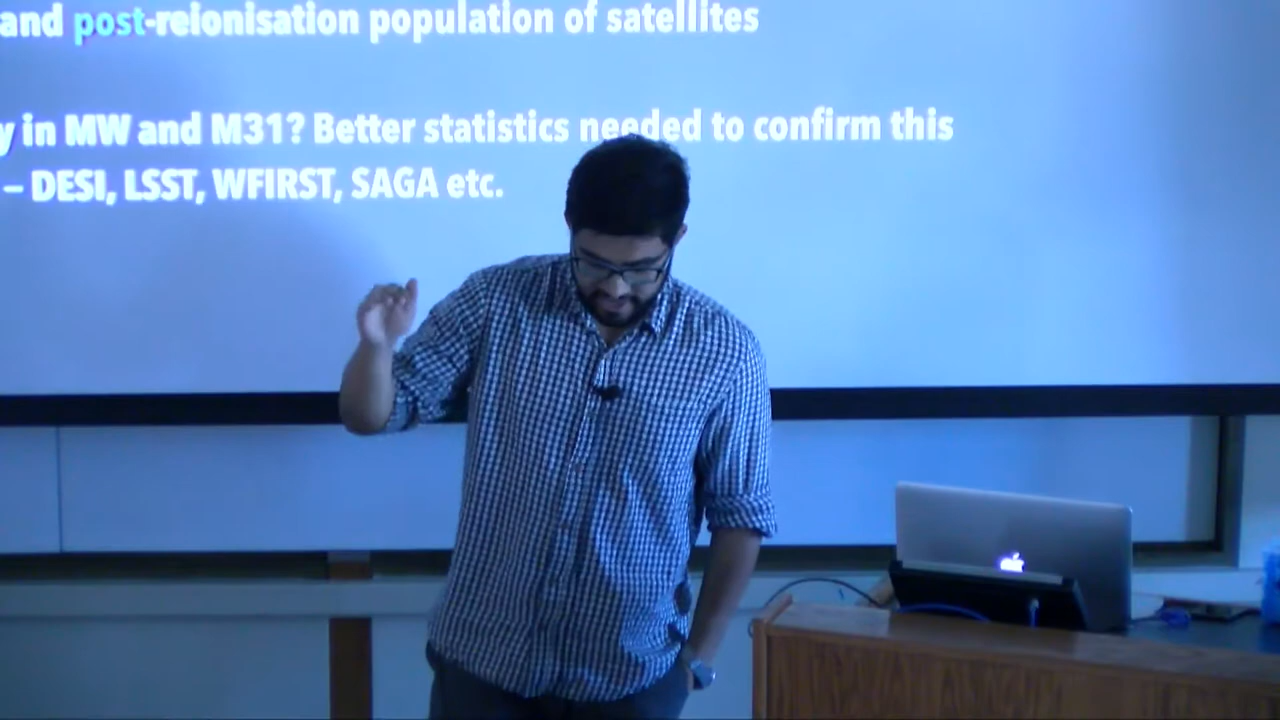 and post-reionisation population of satellites
y in MW and M31? Better statistics needed to confirm this
– DESI, LSST, WFIRST, SAGA etc.